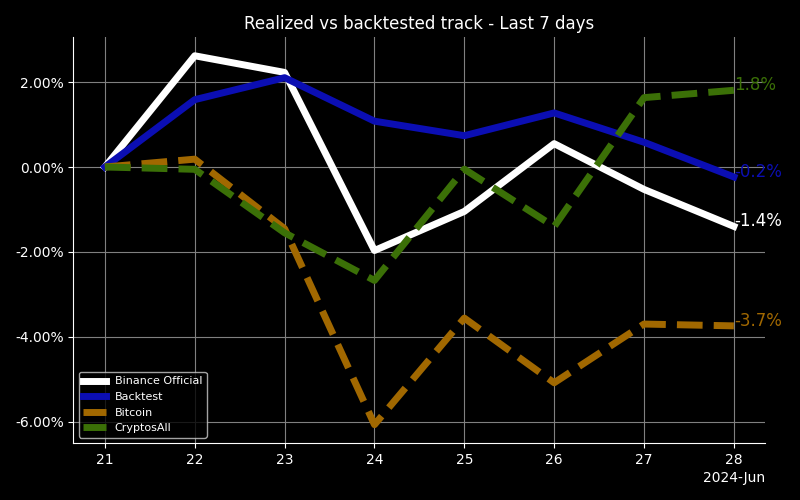 Realized vs backtested track - Last 7 days
2.00%
0.00%
-2.00%
-4.00%
-6.00%
1.8%
-0.2%
-1.4%
-3.7%
Binance Official
Backtest
Bitcoin
CryptosAll
21 22 23 24 25 26 27 28
2024-Jun